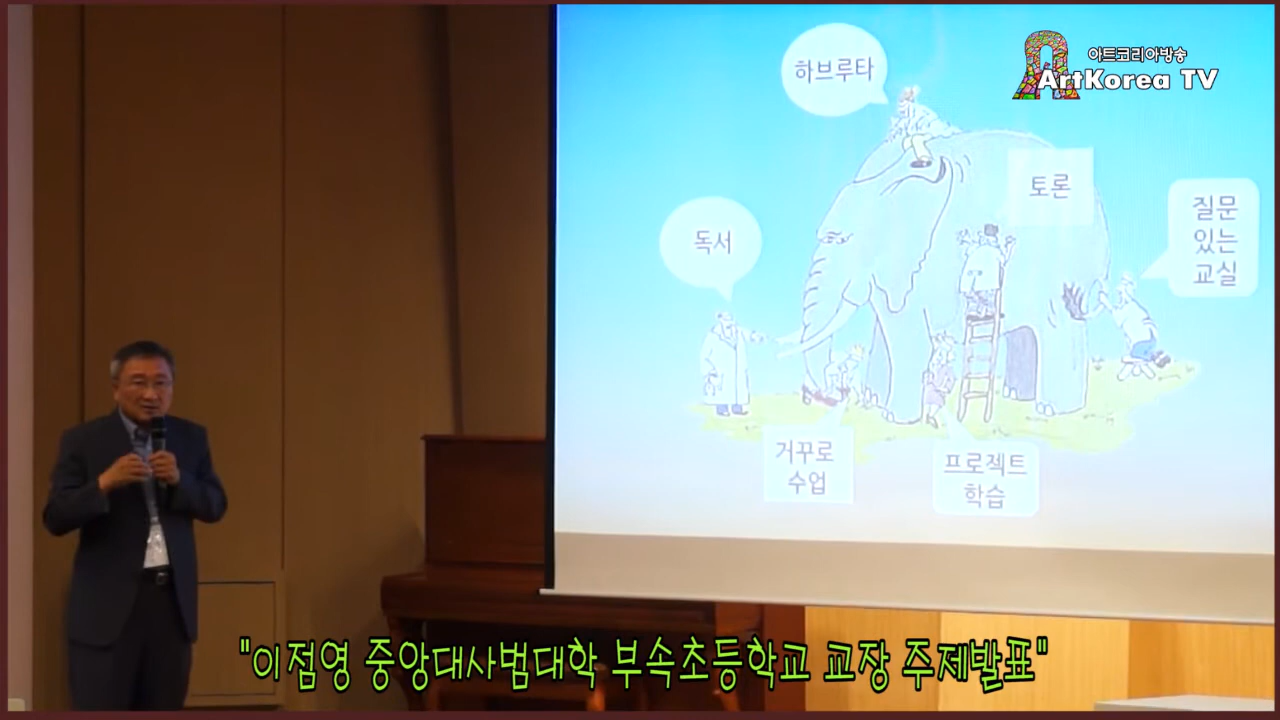 아트코리아방송
ArtKorea TV
하브루타
토론
질문
있는
교실
독서
거꾸로
수업
프로젝트
학습
"이점영 중앙대사범대학 부속초등학교 교장 주제발표"